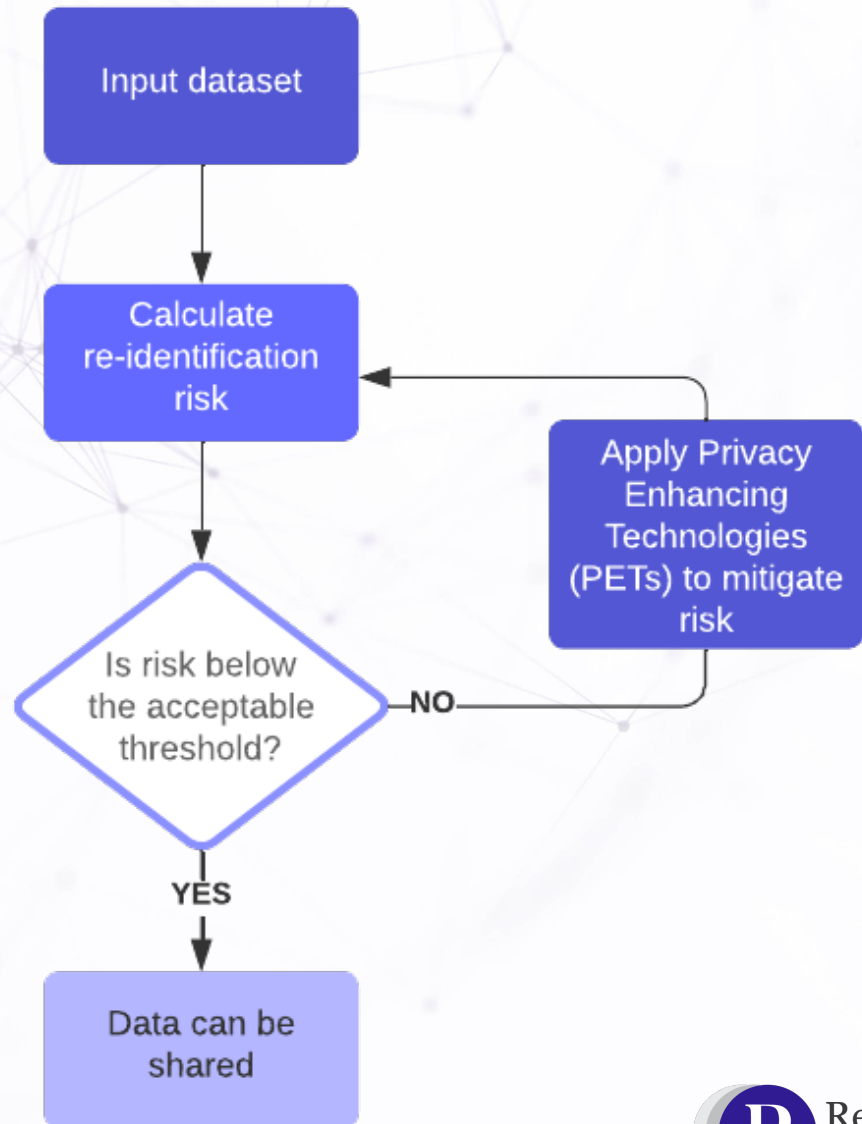 Input dataset
Calculate
re-identification
risk
Apply Privacy
Enhancing
Technologies
(PETs) to mitigate
risk
Is risk below
the acceptable
threshold?
NO
YES
Data can be
shared